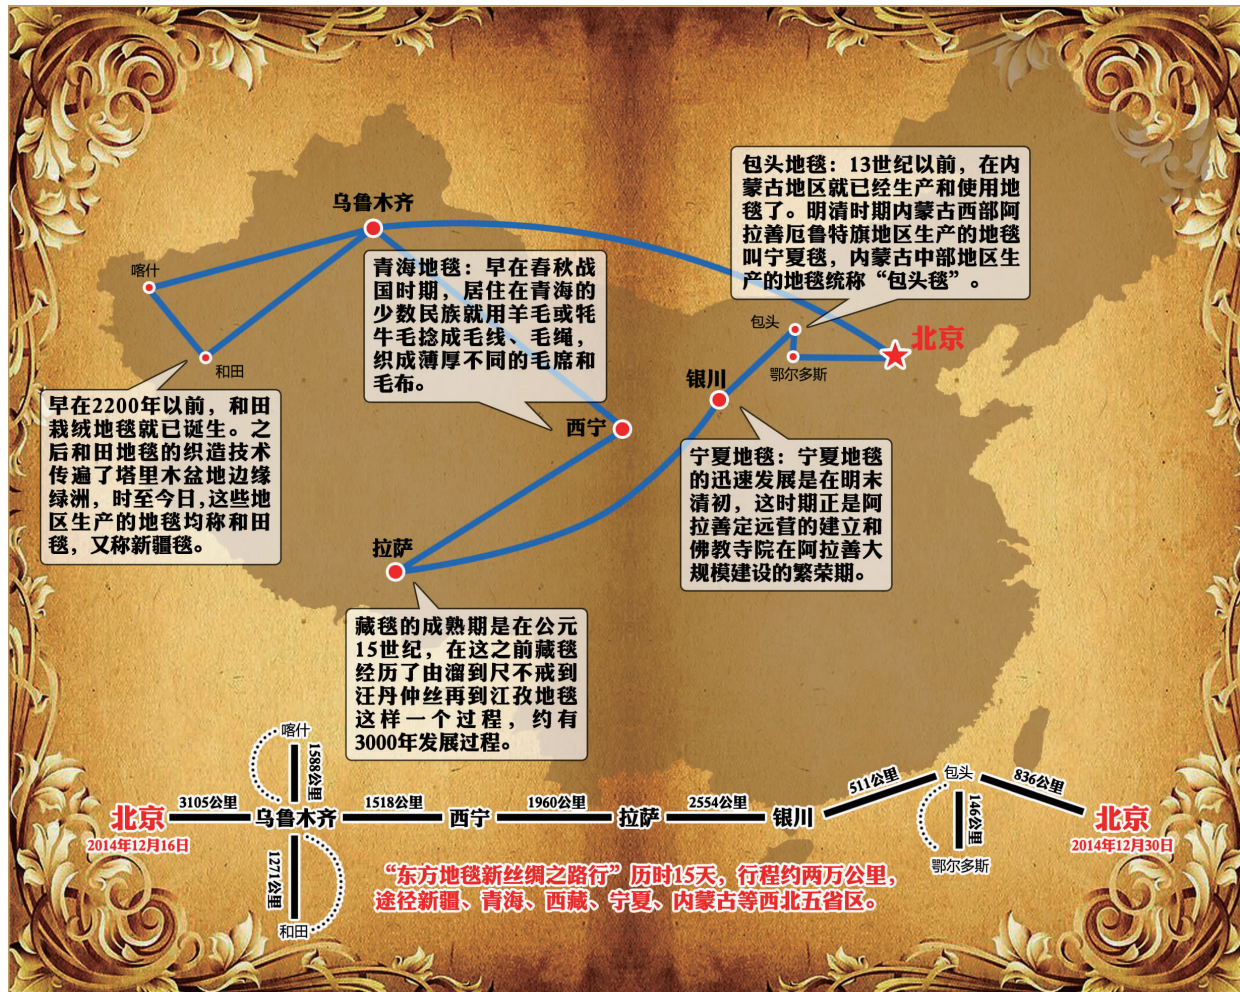 乌鲁木齐
喀什
和田
早在2200年以前，和田
栽绒地毯就已诞生。之
后和田地毯的织造技术
传遍了塔里木盆地边缘
绿洲，时至今日,这些地
区生产的地毯均称和田
毯，又称新疆毯。
青海地毯：早在春秋战
国时期，居住在青海的
少数民族就用羊毛或牦
牛毛捻成毛线、毛绳，
织成薄厚不同的毛席和
毛布。
西宁
包头地毯：13世纪以前，在内
蒙古地区就已经生产和使用地
毯了。明清时期内蒙古西部阿
拉善厄鲁特旗地区生产的地毯
叫宁夏毯，内蒙古中部地区生
产的地毯统称“包头毯”。
包头
北京
鄂尔多斯
银川
宁夏地毯：宁夏地毯
的迅速发展是在明末
清初，这时期正是阿
拉善定远营的建立和
佛教寺院在阿拉善大
规模建设的繁荣期。
拉萨
藏毯的成熟期是在公元
15世纪，在这之前藏毯
经历了由溜到尺不戒到
汪丹仲丝再到江孜地毯
这样一个过程，约有
3000年发展过程。
喀什
1588公里
北京
2014年12月16日
3105公里
乌鲁木齐
1518公里
西宁
1960公里
拉萨
2554公里
银川
511公里
包头
836公里
北京
2014年12月30日
146公里
鄂尔多斯
1271公里
和田
“东方地毯新丝绸之路行”历时15天，行程约两万公里，
途径新疆、青海、西藏、宁夏、内蒙古等西北五省区。